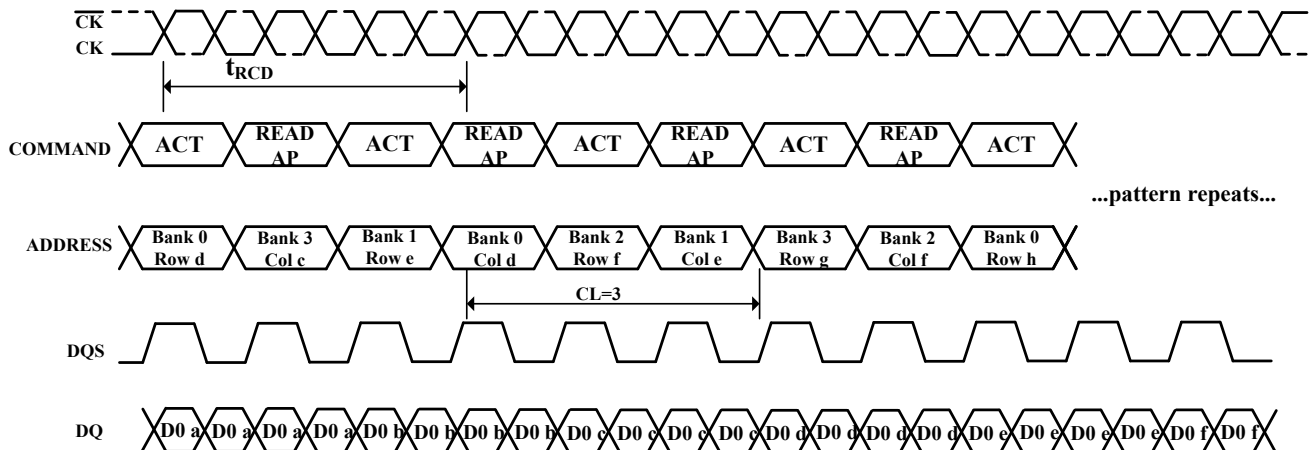 CK
CK
tRCD
COMMAND ACT READ AP ACT READ AP ACT READ AP ACT READ AP ACT
...pattern repeats...
ADDRESS Bank 0 Row d Bank 3 Col c Bank 1 Row e Bank 0 Col d Bank 2 Row f Bank 1 Col e Bank 3 Row g Bank 2 Col f Bank 0 Row h
CL=3
DQS
DQ D0 a D0 a D0 a D0 a D0 b D0 b D0 b D0 b D0 c D0 c D0 c D0 c D0 d D0 d D0 d D0 d D0 e D0 e D0 e D0 e D0 f D0 f